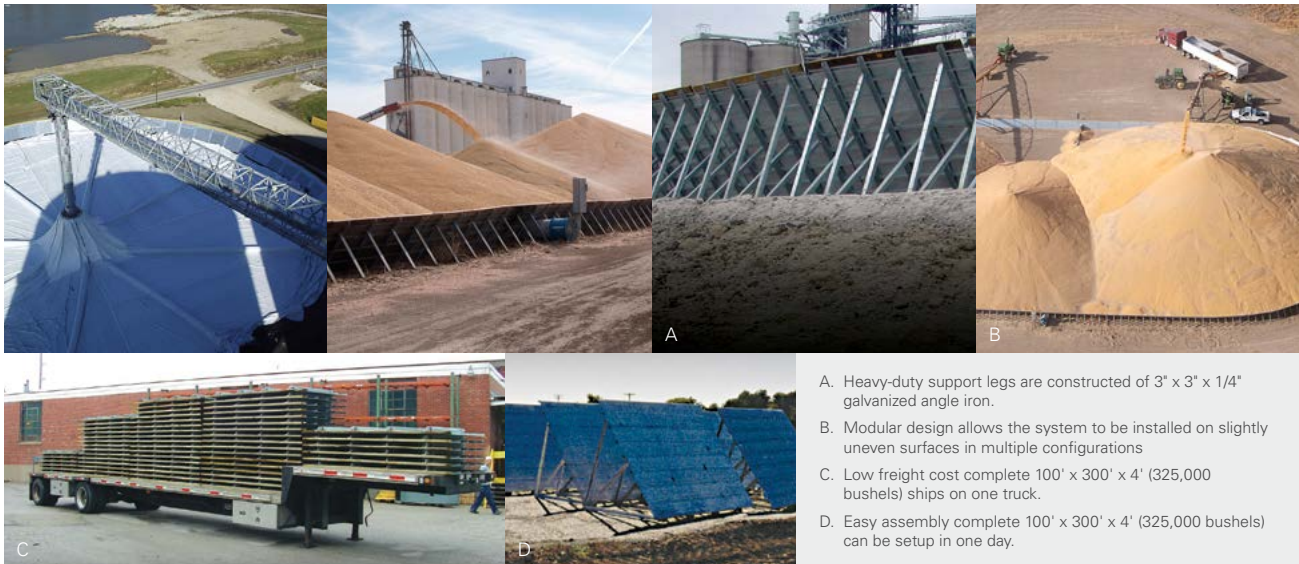 A
B
C
D
A. Heavy-duty support legs are constructed of 3" x 3" x 1/4"
galvanized angle iron.
B. Modular design allows the system to be installed on slightly
uneven surfaces in multiple configurations
C. Low freight cost complete 100' x 300' x 4' (325,000
bushels) ships on one truck.
D. Easy assembly complete 100' x 300' x 4' (325,000 bushels)
can be setup in one day.